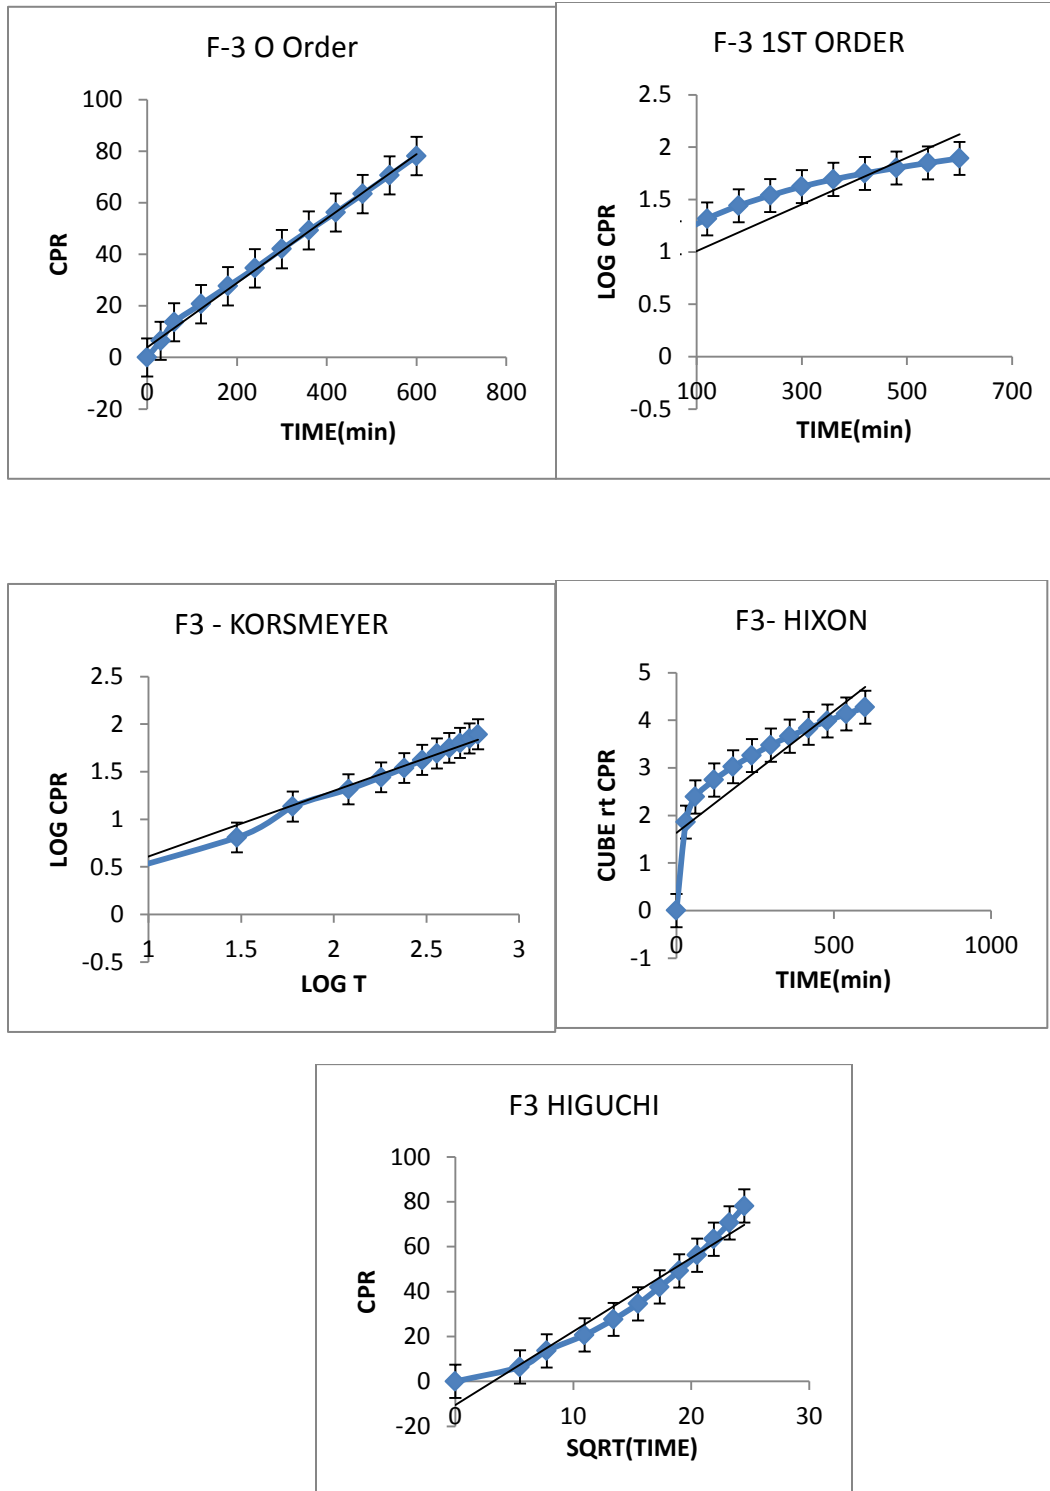 F-3 O Order
100
80
60
40
20
0
-20
CPR
0 200 400 600 800
TIME(min)
F-3 1ST ORDER
2.5
2
1.5
1
0.5
0
-0.5
LOG CPR
100 300 500 700
TIME(min)
F3 - KORSMEYER
2.5
2
1.5
1
0.5
0
-0.5
LOG CPR
1 1.5 2 2.5 3
LOG T
F3- HIXON
5
4
3
2
1
0
-1
CUBE rt CPR
0 500 1000
TIME(min)
F3 HIGUCHI
100
80
60
40
20
0
-20
CPR
0 10 20 30
SQRT(TIME)